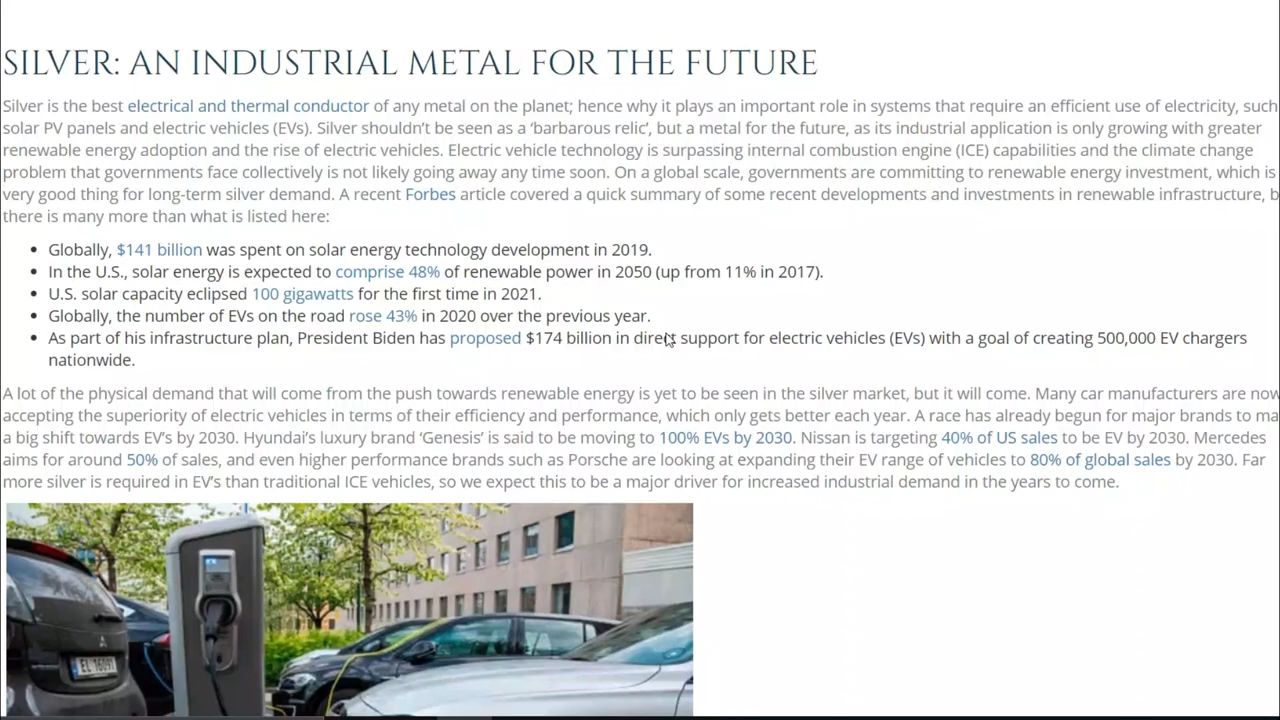 SILVER: AN INDUSTRIAL METAL FOR THE FUTURE
Silver is the best electrical and thermal conductor of any metal on the planet; hence why it plays an important role in systems that require an efficient use of electricity, such
solar PV panels and electric vehicles (EVs). Silver shouldn't be seen as a ‘barbarous relic’, but a metal for the future, as its industrial application is only growing with greater
renewable energy adoption and the rise of electric vehicles. Electric vehicle technology is surpassing internal combustion engine (ICE) capabilities and the climate change
problem that governments face collectively is not likely going away any time soon. On a global scale, governments are committing to renewable energy investment, which is
very good thing for long-term silver demand. A recent Forbes article covered a quick summary of some recent developments and investments in renewable infrastructure, b
there is many more than what is listed here:
• Globally, $141 billion was spent on solar energy technology development in 2019.
• In the U.S., solar energy is expected to comprise 48% of renewable power in 2050 (up from 11% in 2017).
• U.S. solar capacity eclipsed 100 gigawatts for the first time in 2021.
• Globally, the number of EVs on the road rose 43% in 2020 over the previous year.
• As part of his infrastructure plan, President Biden has proposed $174 billion in direct support for electric vehicles (EVs) with a goal of creating 500,000 EV chargers
nationwide.
A lot of the physical demand that will come from the push towards renewable energy is yet to be seen in the silver market, but it will come. Many car manufacturers are now
accepting the superiority of electric vehicles in terms of their efficiency and performance, which only gets better each year. A race has already begun for major brands to ma
a big shift towards EV’s by 2030. Hyundai’s luxury brand ‘Genesis’ is said to be moving to 100% EVs by 2030. Nissan is targeting 40% of US sales to be EV by 2030. Mercedes
aims for around 50% of sales, and even higher performance brands such as Porsche are looking at expanding their EV range of vehicles to 80% of global sales by 2030. Far
more silver is required in EV’s than traditional ICE vehicles, so we expect this to be a major driver for increased industrial demand in the years to come.
EL 16091